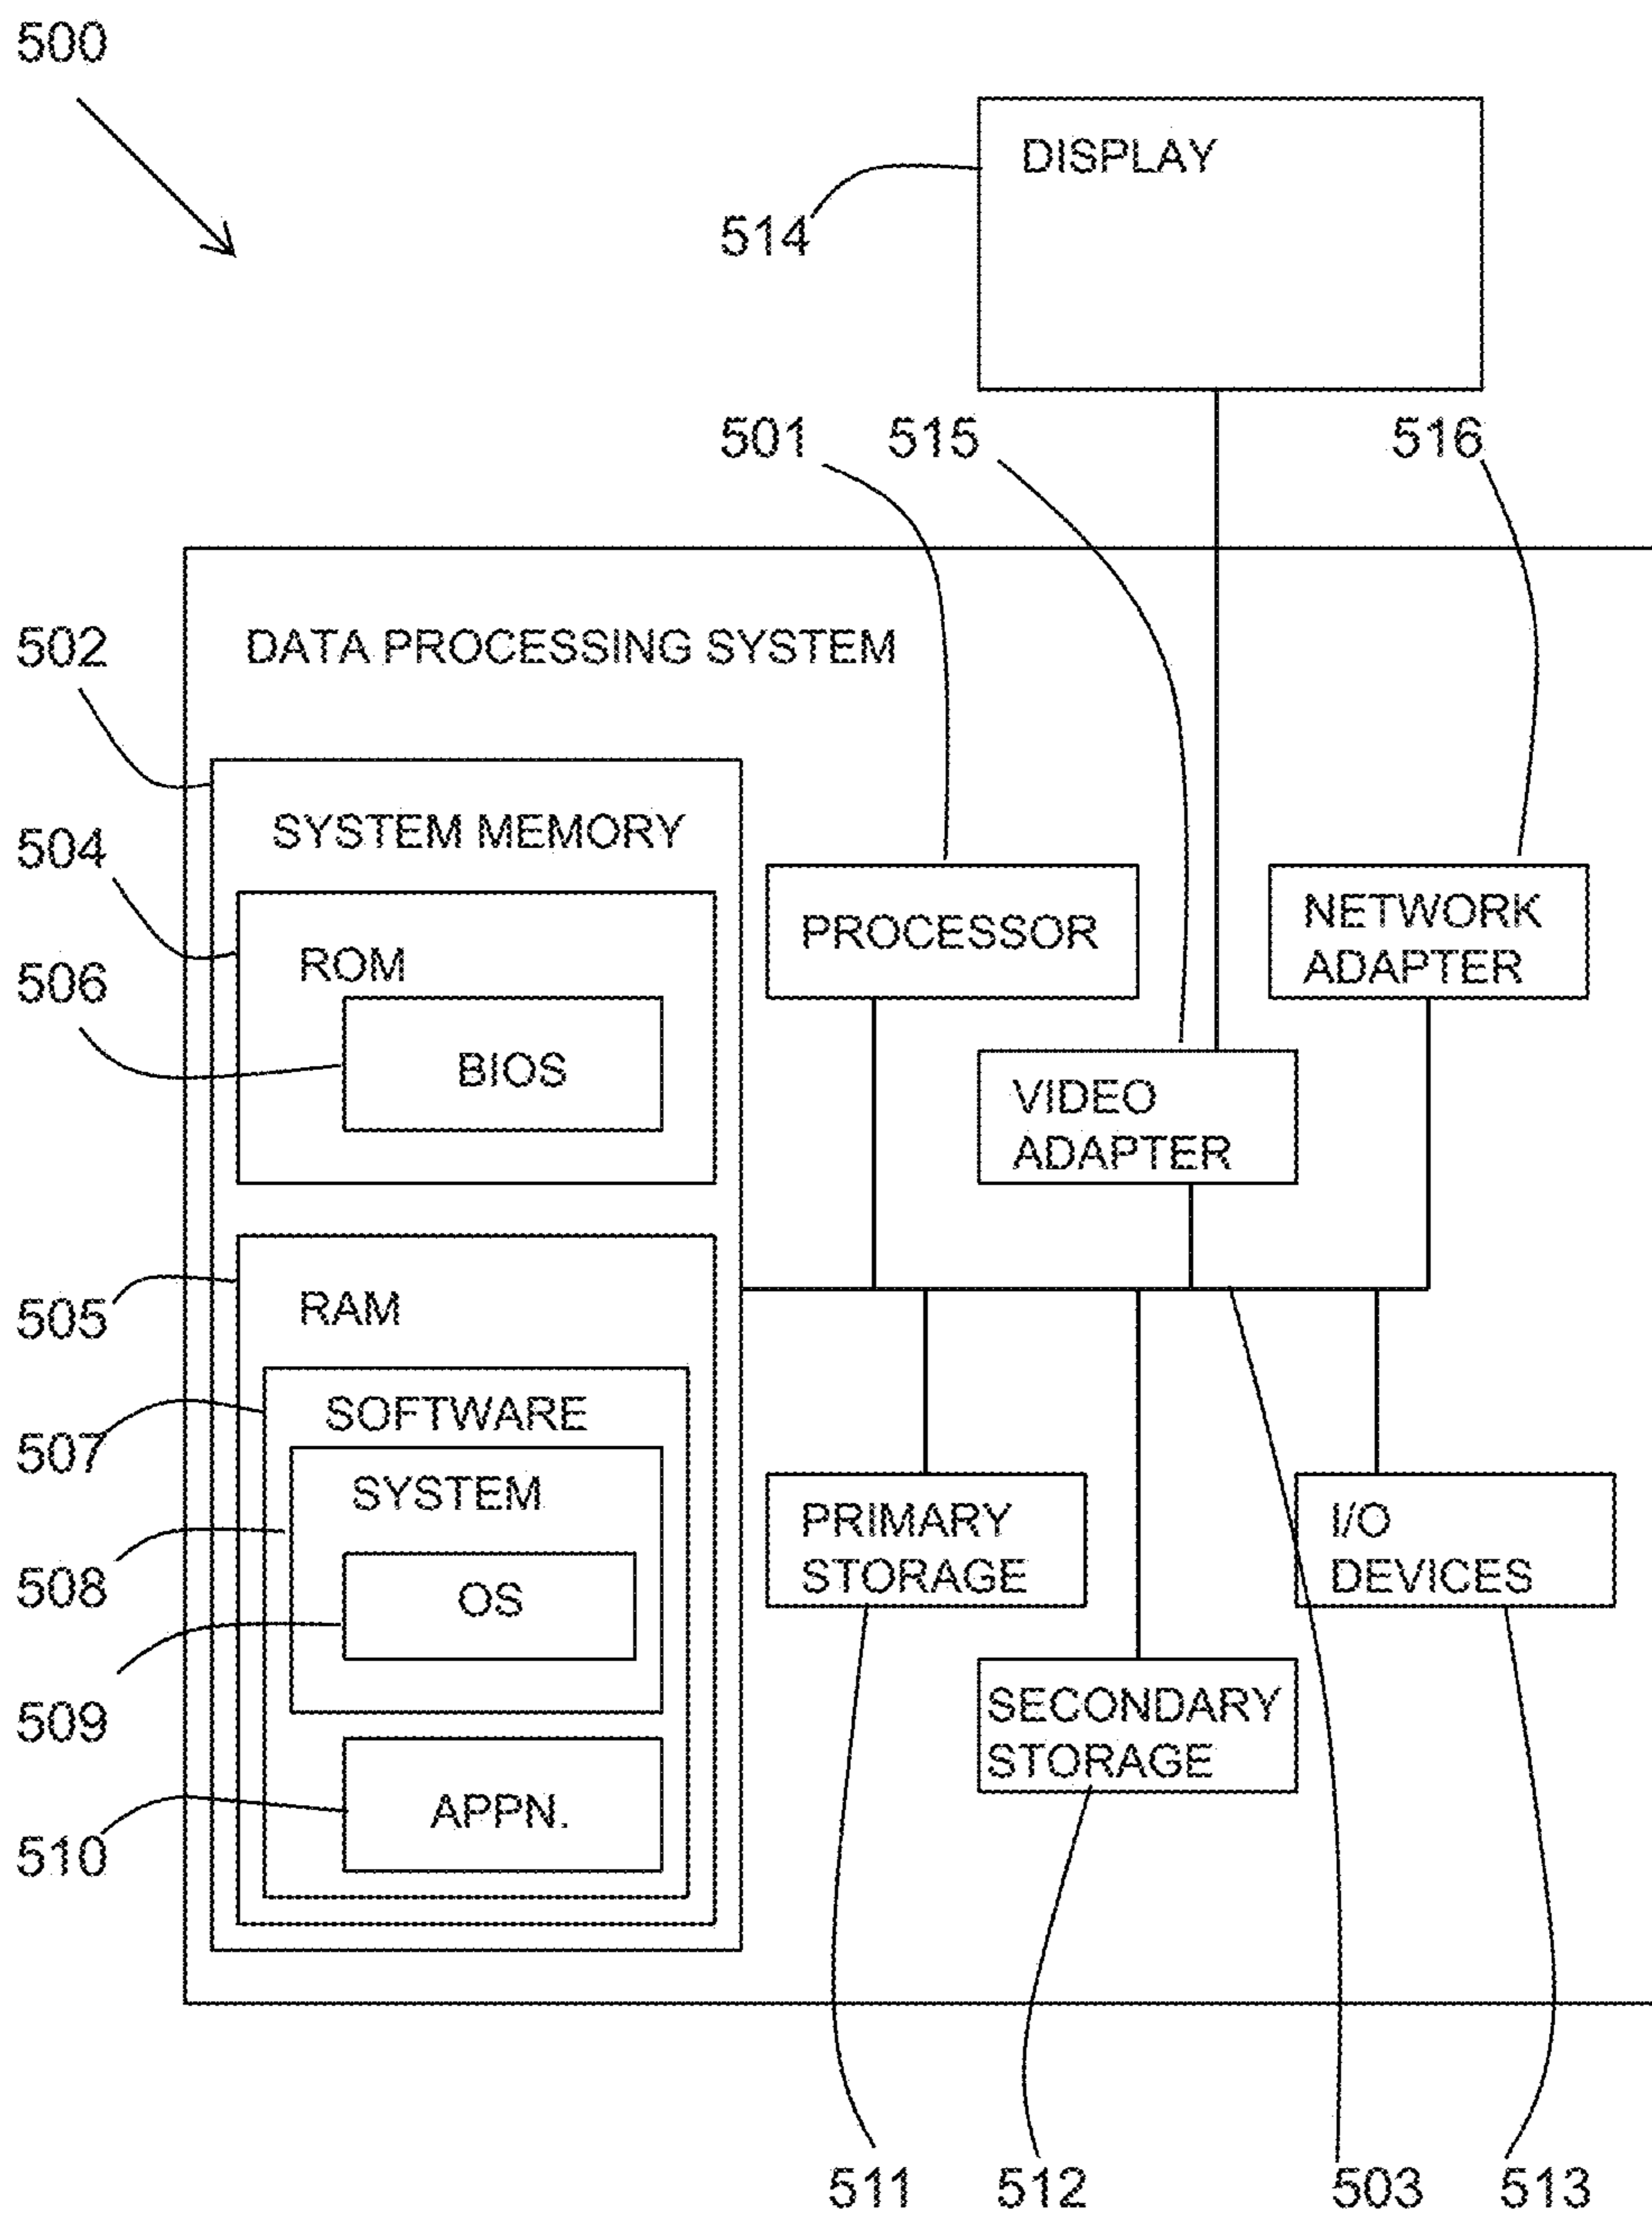 500
DISPLAY
514
501
515
516
DATA PROCESSING SYSTEM
502
SYSTEM MEMORY
504
ROM
506
BIOS
PROCESSOR
NETWORK
ADAPTER
VIDEO
ADAPTER
505
RAM
507
SOFTWARE
SYSTEM
508
OS
509
APPN.
510
PRIMARY
STORAGE
I/O
DEVICES
SECONDARY
STORAGE
511
512
503
513